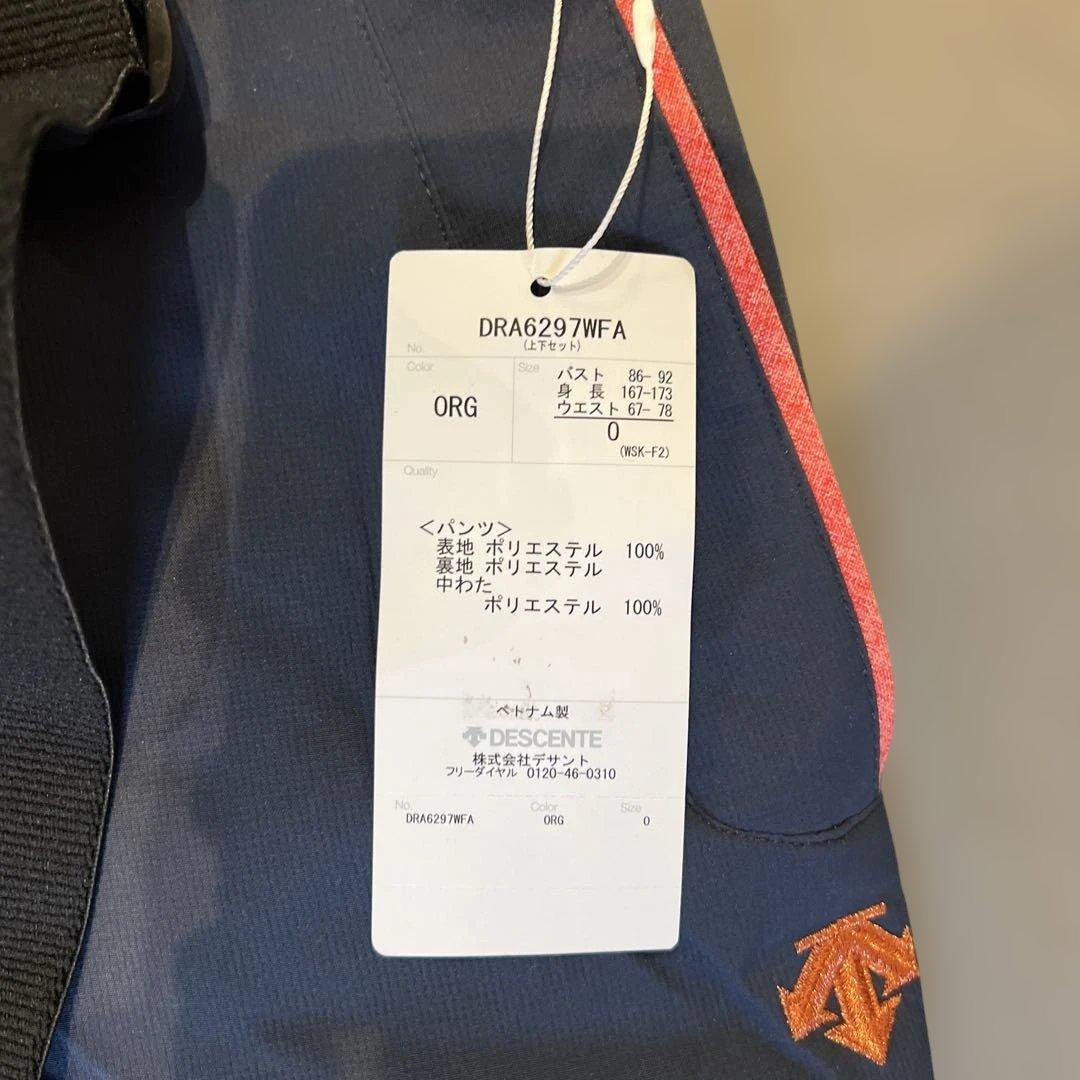 DRA6297WFA
No. (上下セット)
Color
ORG
Size
バスト 86- 92
身 長 167-173
ウエスト 67- 78
0
(WSK-F2)
Quality
<パンツ>
表地 ポリエステル 100%
裏地 ポリエステル
中わた
ポリエステル 100%
ベトナム製
DESCENTE
株式会社デサント
フリーダイヤル 0120-46-0310
No. Color Size
DRA6297WFA ORG 0